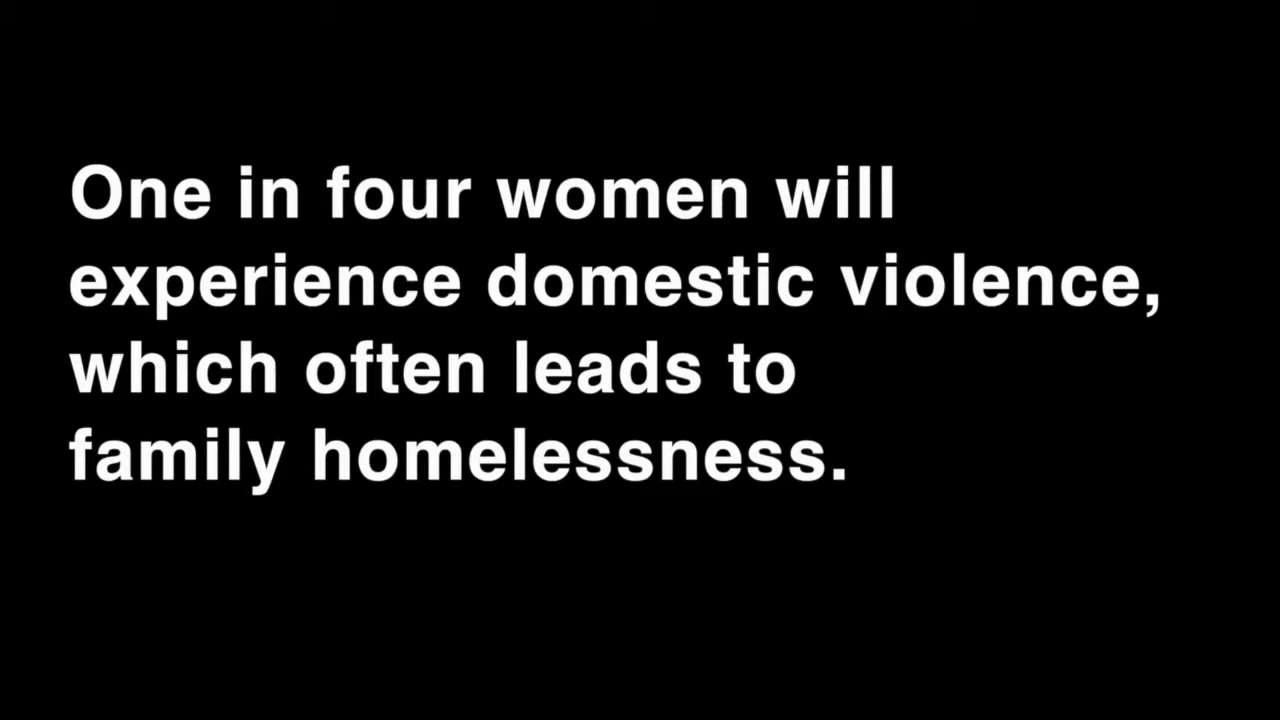 One in four women will
experience domestic violence,
which often leads to
family homelessness.